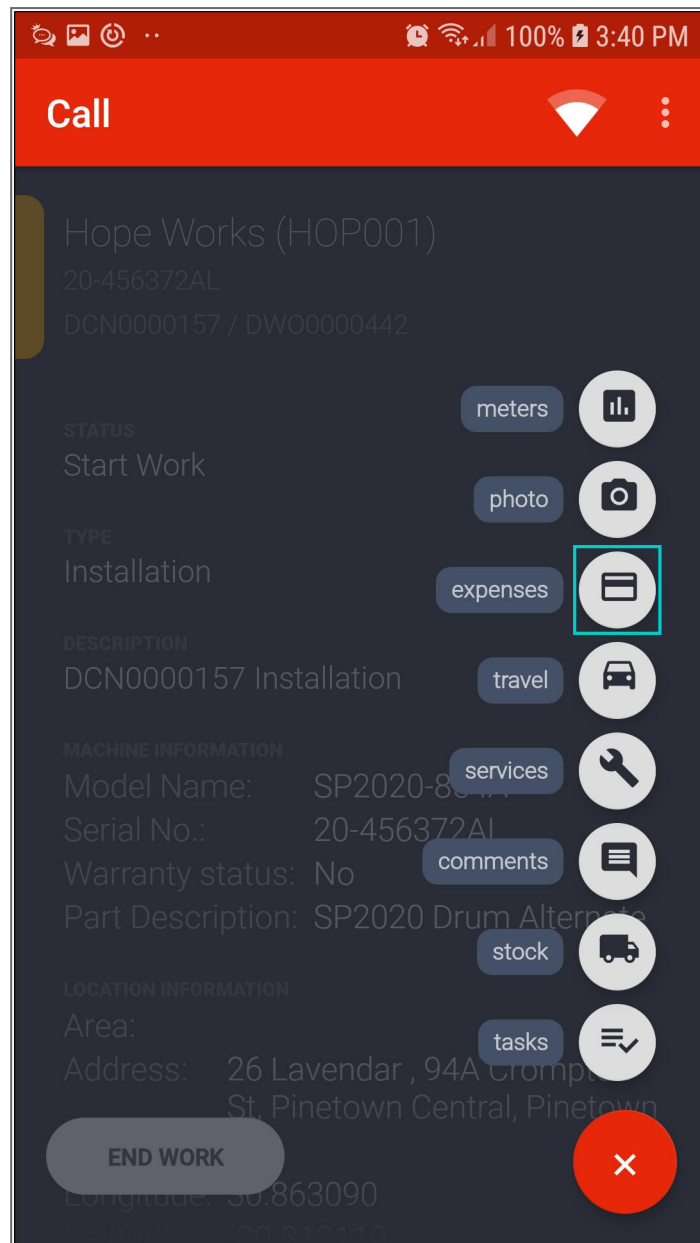 100% 3:40 PM
Call
Hope Works (HOP001)
20-456372AL
DCN0000157 / DWO0000442
meters
STATUS
Start Work
photo
TYPE
Installation
expenses
DESCRIPTION
DCN0000157 Installation
travel
MACHINE INFORMATION
services
Model Name:
Serial No.: 20-456372AL
Warranty status: No
comments
Part Description: SP2020 Drum Alternate
stock
LOCATION INFORMATION
Area:
tasks
Address: 26 Lavendar , 94A
St, Pinetown Central, Pinetown
END WORK
Longitude: 30.863090